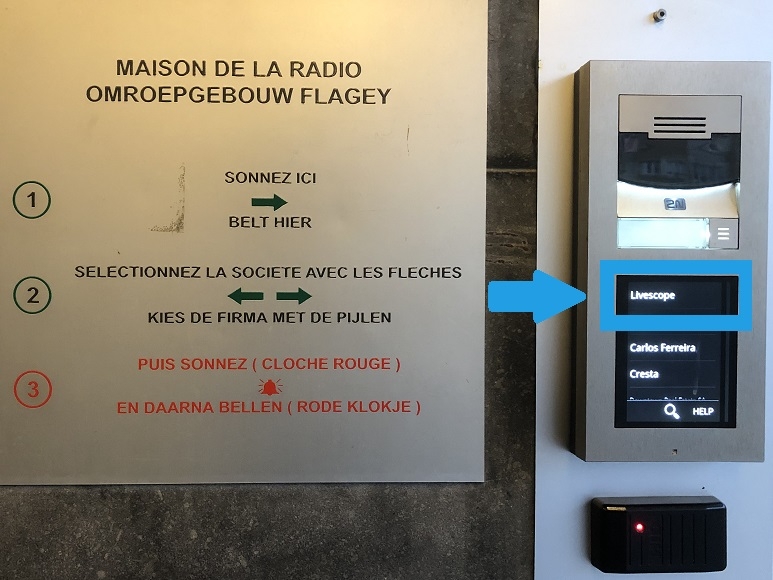 MAISON DE LA RADIO
OMROEPGEBOUW FLAGEY
1
SONNEZ ICI
BELT HIER
2
SELECTIONNEZ LA SOCIETE AVEC LES FLECHES
KIES DE FIRMA MET DE PIJLEN
3
PUIS SONNEZ ( CLOCHE ROUGE )
EN DAARNA BELLEN ( RODE KLOKJE )
2N
Livescope
Carlos Ferreira
Cresta
HELP